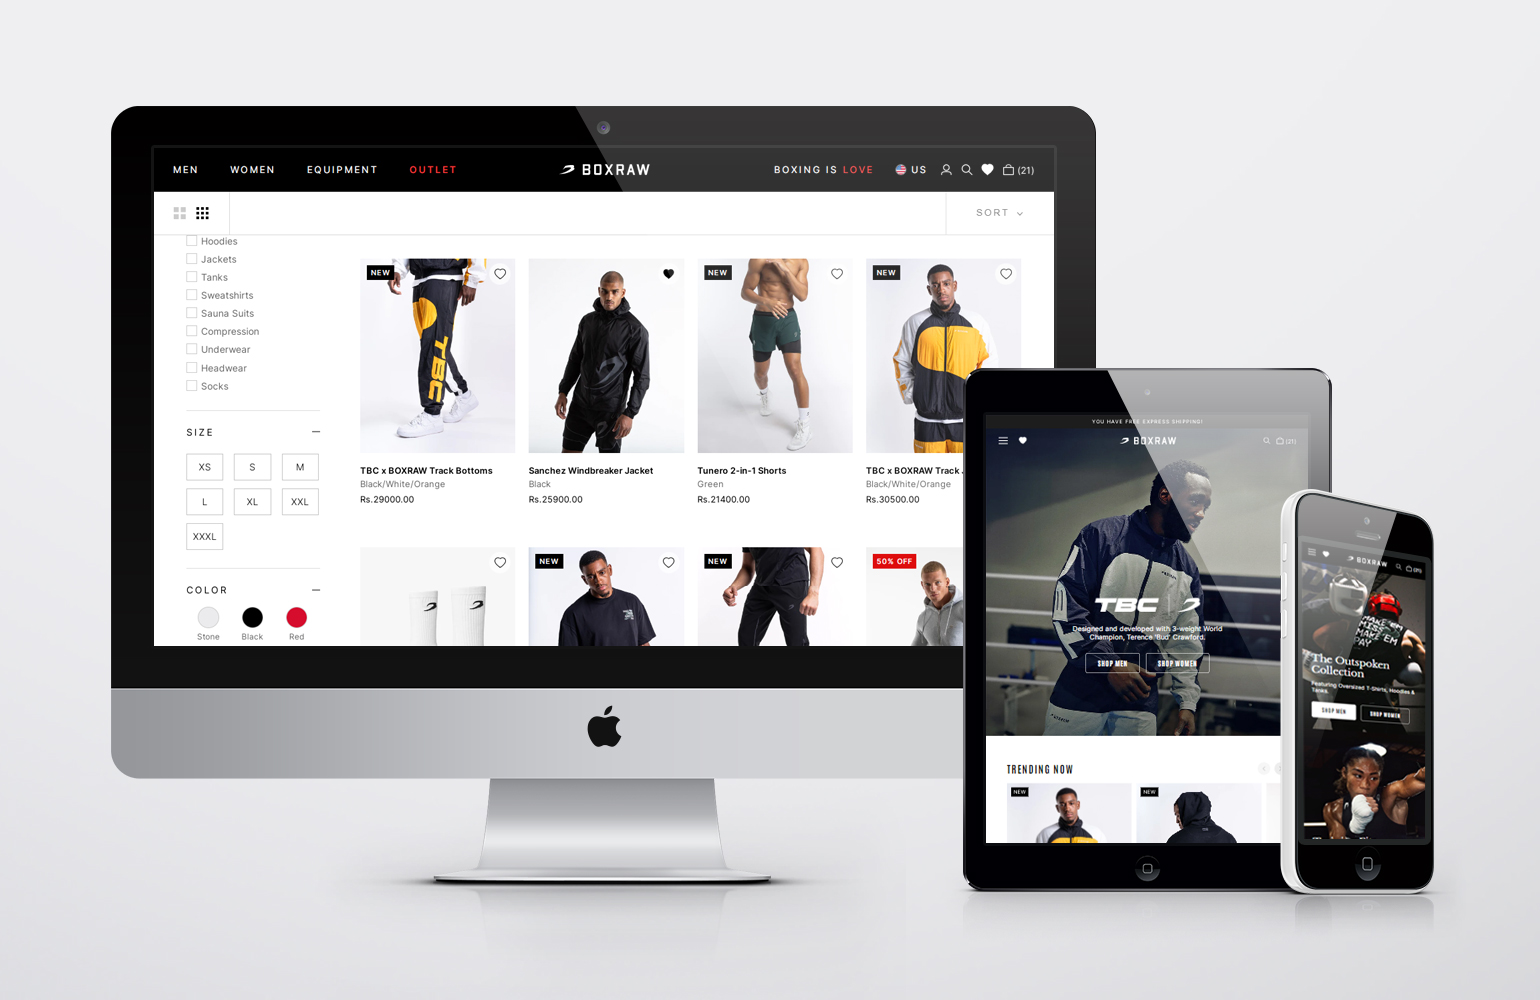 MEN WOMEN EQUIPMENT OUTLET BOXRAW BOXING IS LOVE US (21)
SORT
Hoodies
Jackets
Tanks
Sweatshirts
Sauna Suits
Compression
Underwear
Headwear
Socks
SIZE
XS S M
L XL XXL
XXXL
COLOR
Stone Black Red
NEW
TBC
TBC x BOXRAW Track Bottoms
Black/White/Orange
Rs.29000.00
Sanchez Windbreaker Jacket
Black
Rs.25900.00
NEW
Tunero 2-in-1 Shorts
Green
Rs.21400.00
NEW
TBC x BOXRAW Track .
Black/White/Orange
Rs.30500.00
NEW
NEW
50% OFF
YOU HAVE FREE EXPRESS SHIPPING!
BOXRAW (21)
TBC
Designed and developed with 3-weight World
Champion, Terence 'Bud' Crawford.
SHOP MEN SHOP WOMEN
TRENDING NOW
NEW NEW
BOXRAW (21)
MAKE 'EM
MISS
MAKE 'EM
PAY
The Outspoken
Collection
Featuring Oversized T-Shirts, Hoodies &
Tanks.
SHOP MEN SHOP WOMEN